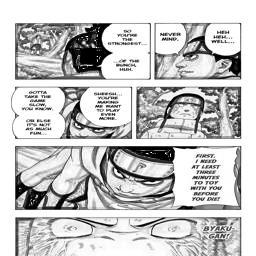 HEH
HEH...
WELL...
NEVER
MIND.
SO
YOU'RE
THE
STRONGEST...
...OF THE
BUNCH,
HUH.
SHEESH...
YOU'RE
MAKING
ME WANT
TO PLAY
EVEN
MORE.
GOTTA
TAKE THE
GAME
SLOW,
YOU
KNOW.
OR ELSE
IT'S NOT
AS MUCH
FUN...
FIRST,
I NEED
AT LEAST
THREE
MINUTES
TO TOY
WITH YOU
BEFORE
YOU DIE!
BYAKU-
GAN!